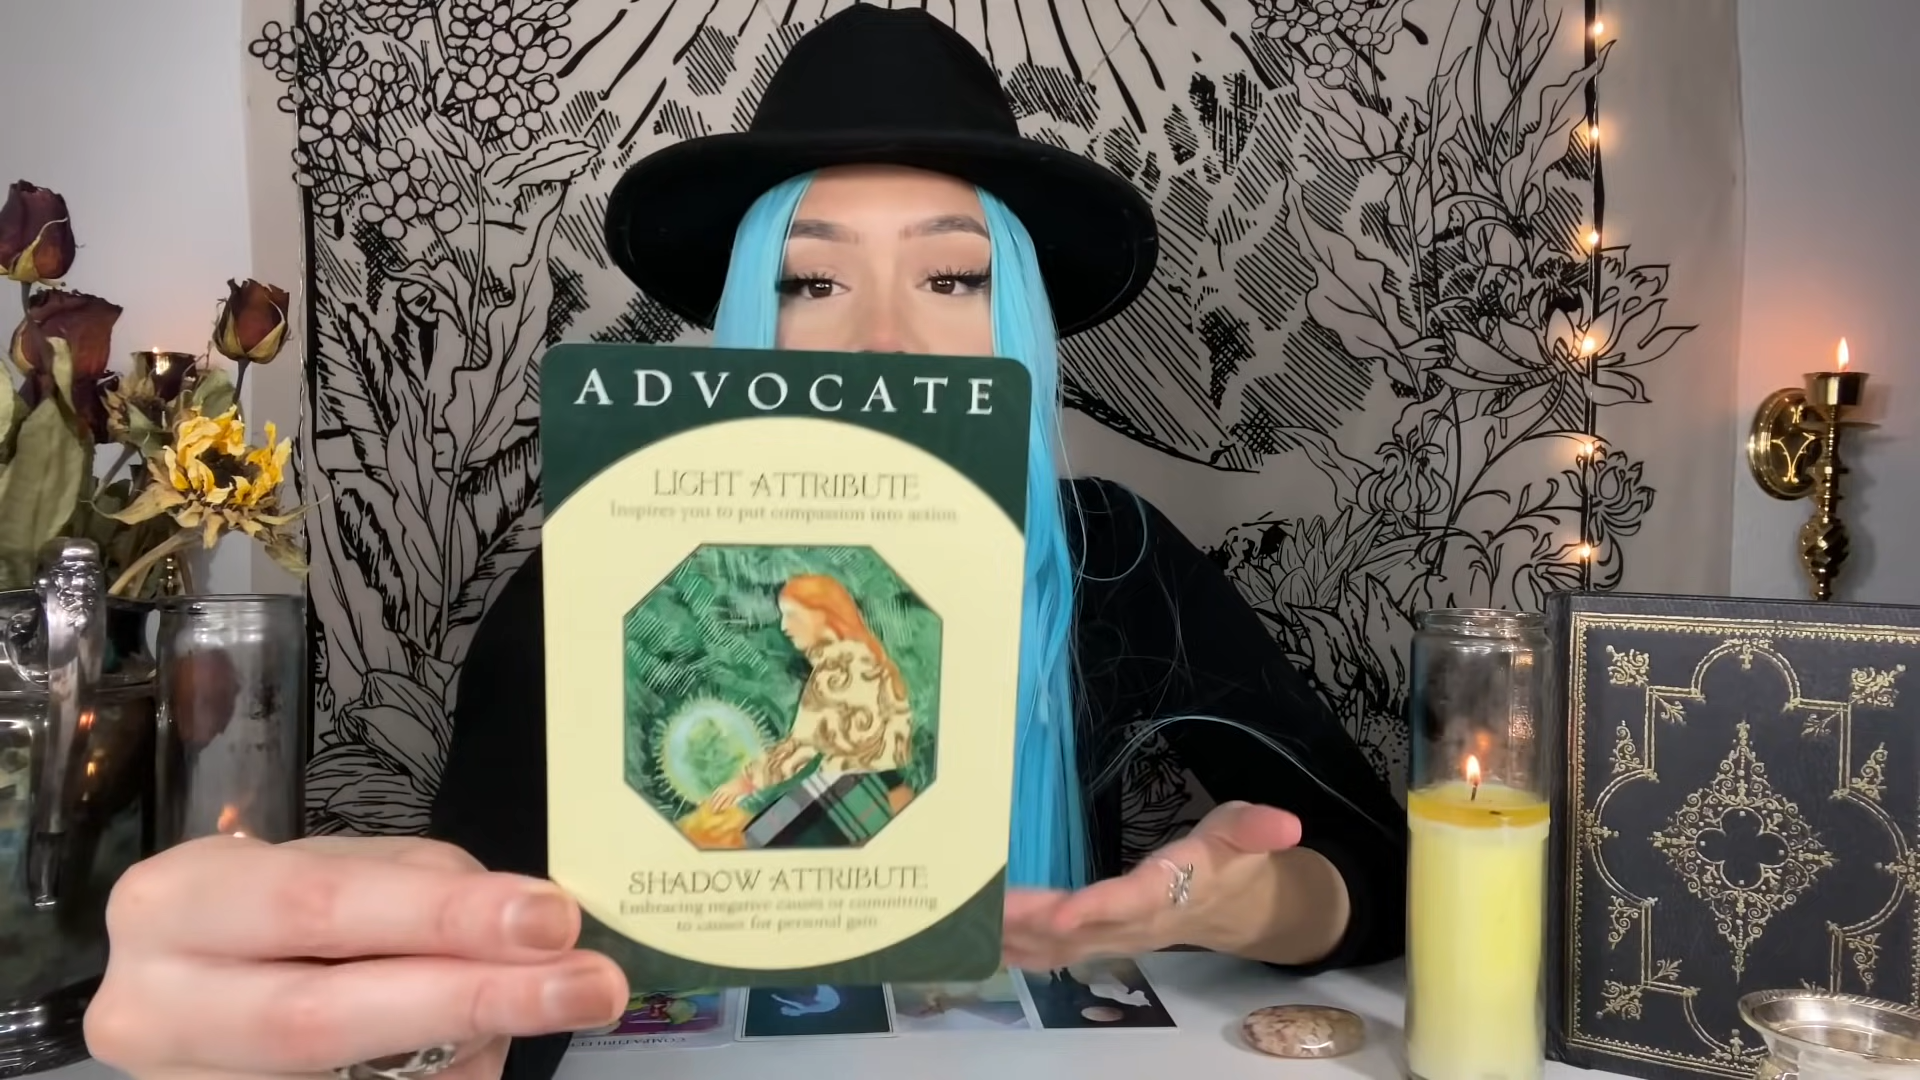 ADVOCATE
LIGHT ATTRIBUTE
Inspires you to put compassion into action
SHADOW ATTRIBUTE
Embracing negative causes or committing
to causes for personal gain
COMPATIBILITY